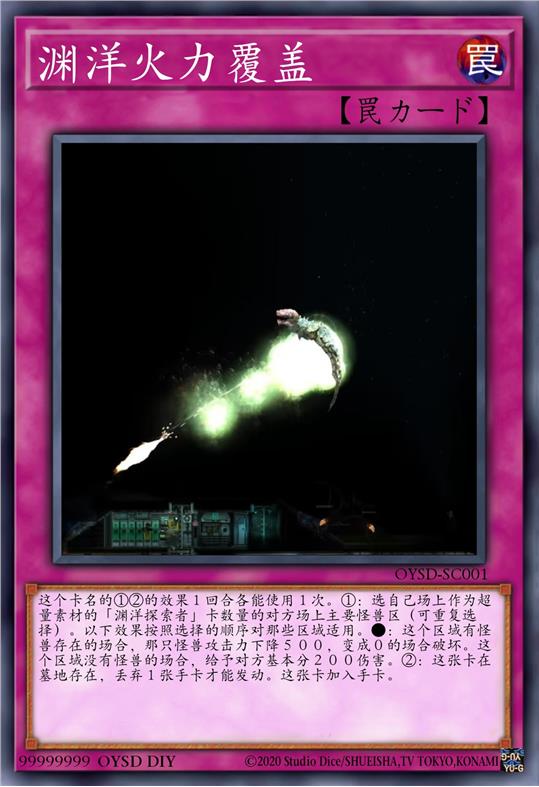 渊洋火力覆盖
罠
【罠カード】
OYSD-SC001
这个卡名的①②的效果1回合各能使用1次。①：选自己场上作为超
量素材的「渊洋探索者」卡数量的对方场上主要怪兽区（可重复选
择）。以下效果按照选择的顺序对那些区域适用。●：这个区域有怪
兽存在的场合，那只怪兽攻击力下降500，变成0的场合破坏。这
个区域没有怪兽的场合，给予对方基本分200伤害。②：这张卡在
墓地存在，丢弃1张手卡才能发动。这张卡加入手卡。
99999999 OYSD DIY
©2020 Studio Dice/SHUEISHA,TV TOKYO,KONAMI
YU-G
YU-G